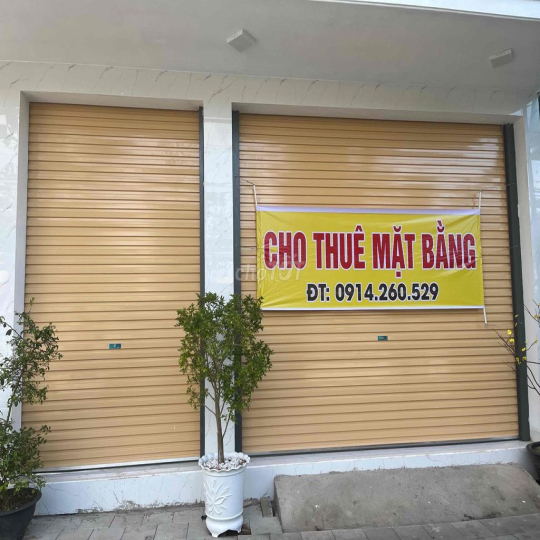 CHO THUÊ MẶT BẰNG
ĐT: 0914.260.529